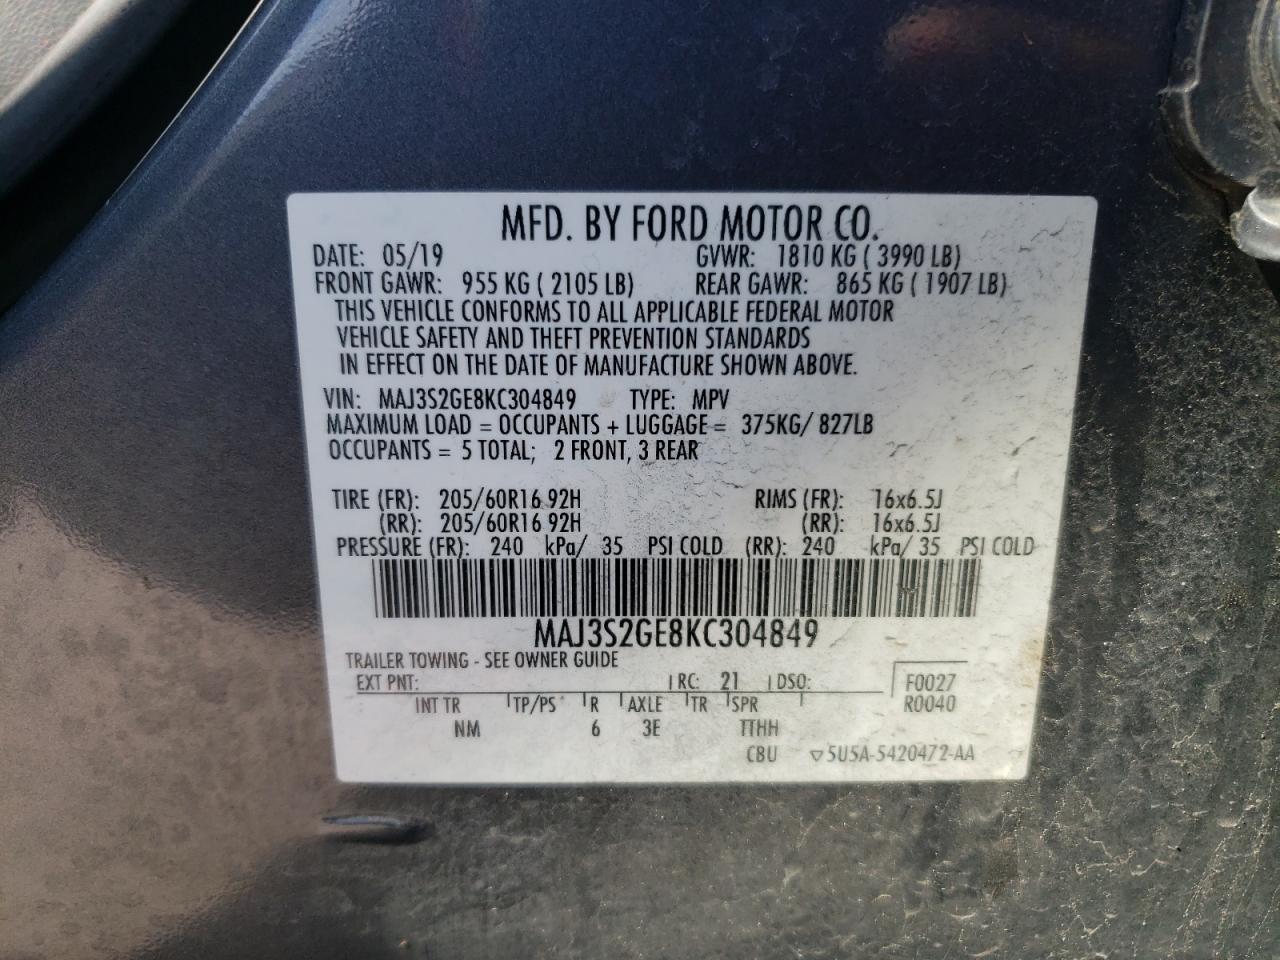 MFD. BY FORD MOTOR CO.
DATE: 05/19 GVWR: 1810 KG ( 3990 LB)
FRONT GAWR: 955 KG ( 2105 LB) REAR GAWR: 865 KG ( 1907 LB)
THIS VEHICLE CONFORMS TO ALL APPLICABLE FEDERAL MOTOR
VEHICLE SAFETY AND THEFT PREVENTION STANDARDS
IN EFFECT ON THE DATE OF MANUFACTURE SHOWN ABOVE.
VIN: MAJ3S2GE8KC304849 TYPE: MPV
MAXIMUM LOAD = OCCUPANTS + LUGGAGE = 375KG/ 827LB
OCCUPANTS = 5 TOTAL; 2 FRONT, 3 REAR
TIRE (FR): 205/60R16 92H RIMS (FR): 16x6.5J
(RR): 205/60R16 92H (RR): 16x6.5J
PRESSURE (FR): 240 kPa/ 35 PSI COLD (RR): 240 kPa/ 35 PSI COLD
MAJ3S2GE8KC304849
TRAILER TOWING - SEE OWNER GUIDE
EXT PNT: RC: 21 DSO: F0027
INT TR TP/PS R AXLE TR SPR R0040
NM 6 3E TTHH
CBU ▽5U5A-5420472-AA